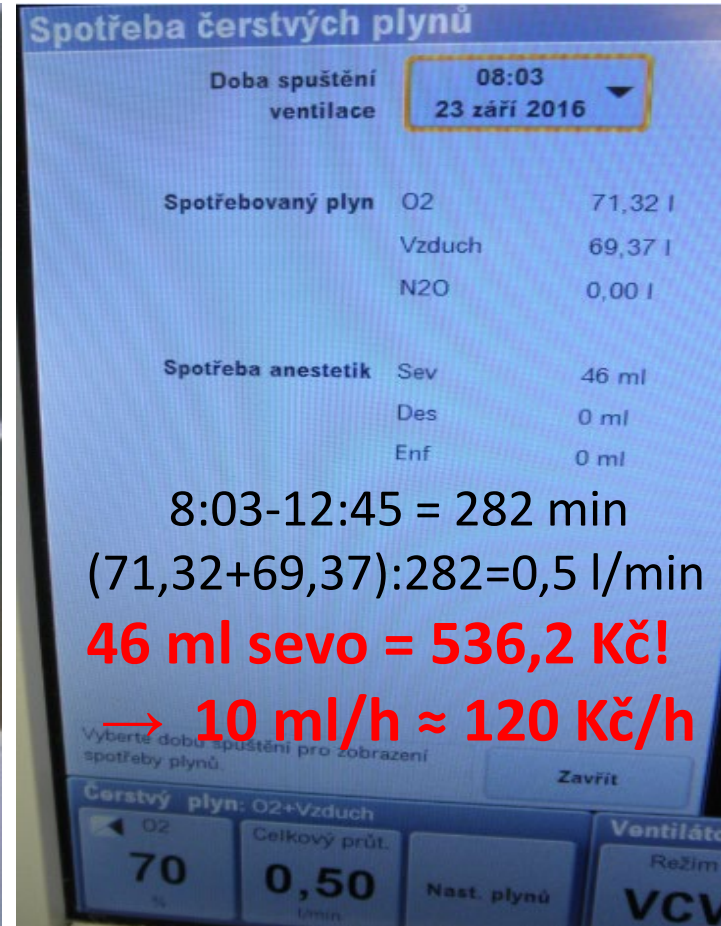 Spotřeba čerstvých plynů
Doba spuštění
ventilace
08:03
23 září 2016
Spotřebovaný plyn O2 71,32 l
Vzduch 69,37 l
N2O 0,00 l
Spotřeba anestetik Sev 46 ml
Des 0 ml
Enf 0 ml
8:03-12:45 = 282 min
(71,32+69,37):282=0,5 l/min
46 ml sevo = 536,2 Kč!
→ 10 ml/h ≈ 120 Kč/h
Vyberte dobu spuštění pro zobrazení
spotřeby plynů.
Zavřít
Čerstvý plyn: O2+Vzduch
O2
70
%
Celkový průt.
0,50
l/min
Nast. plynů
Ventiláto
Režim
VCV